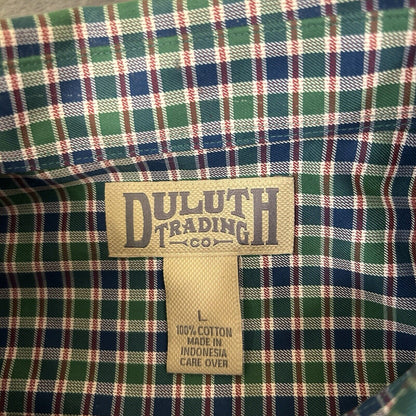 DULUTH
TRADING
CO
L
100% COTTON
MADE IN
INDONESIA
CARE OVER